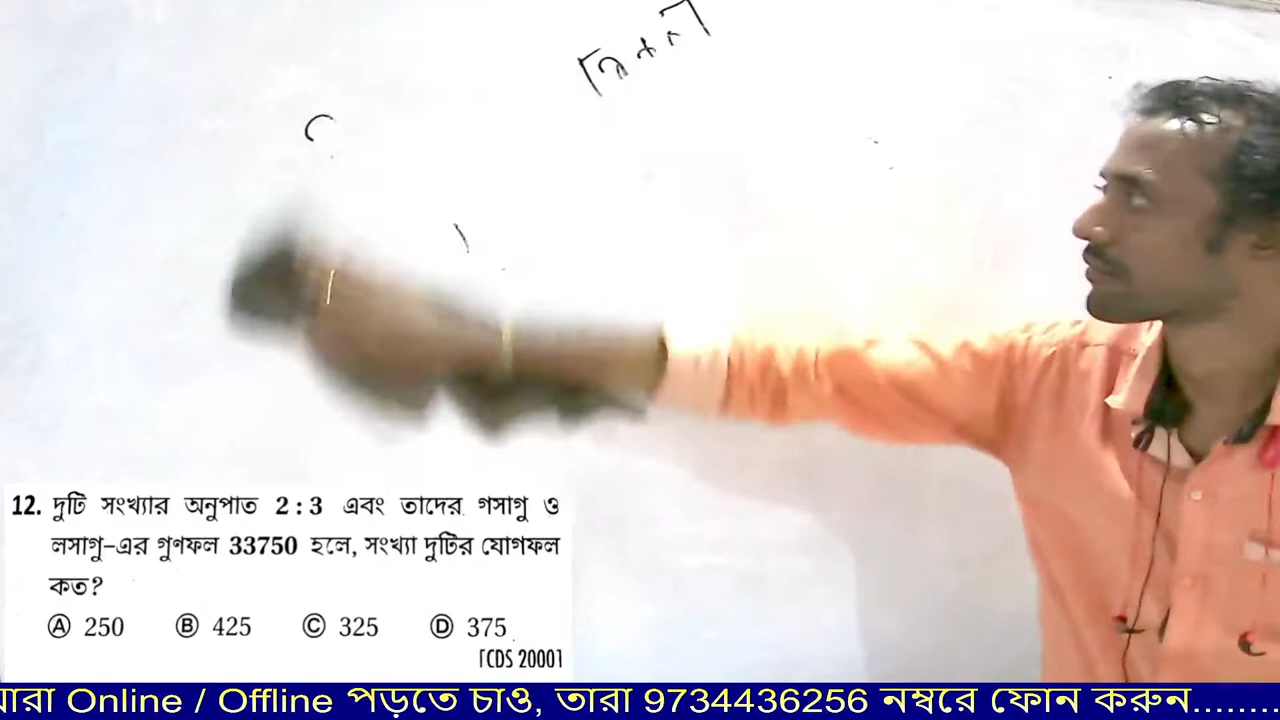 12. দুটি সংখ্যার অনুপাত 2 : 3 এবং তাদের গসাগু ও
লসাগু-এর গুণফল 33750 হলে, সংখ্যা দুটির যোগফল
কত?
Ⓐ 250 Ⓑ 425 Ⓒ 325 Ⓓ 375
[CDS 2000]
Online / Offline পড়তে চাও, তারা 9734436256 নম্বরে ফোন করুন........